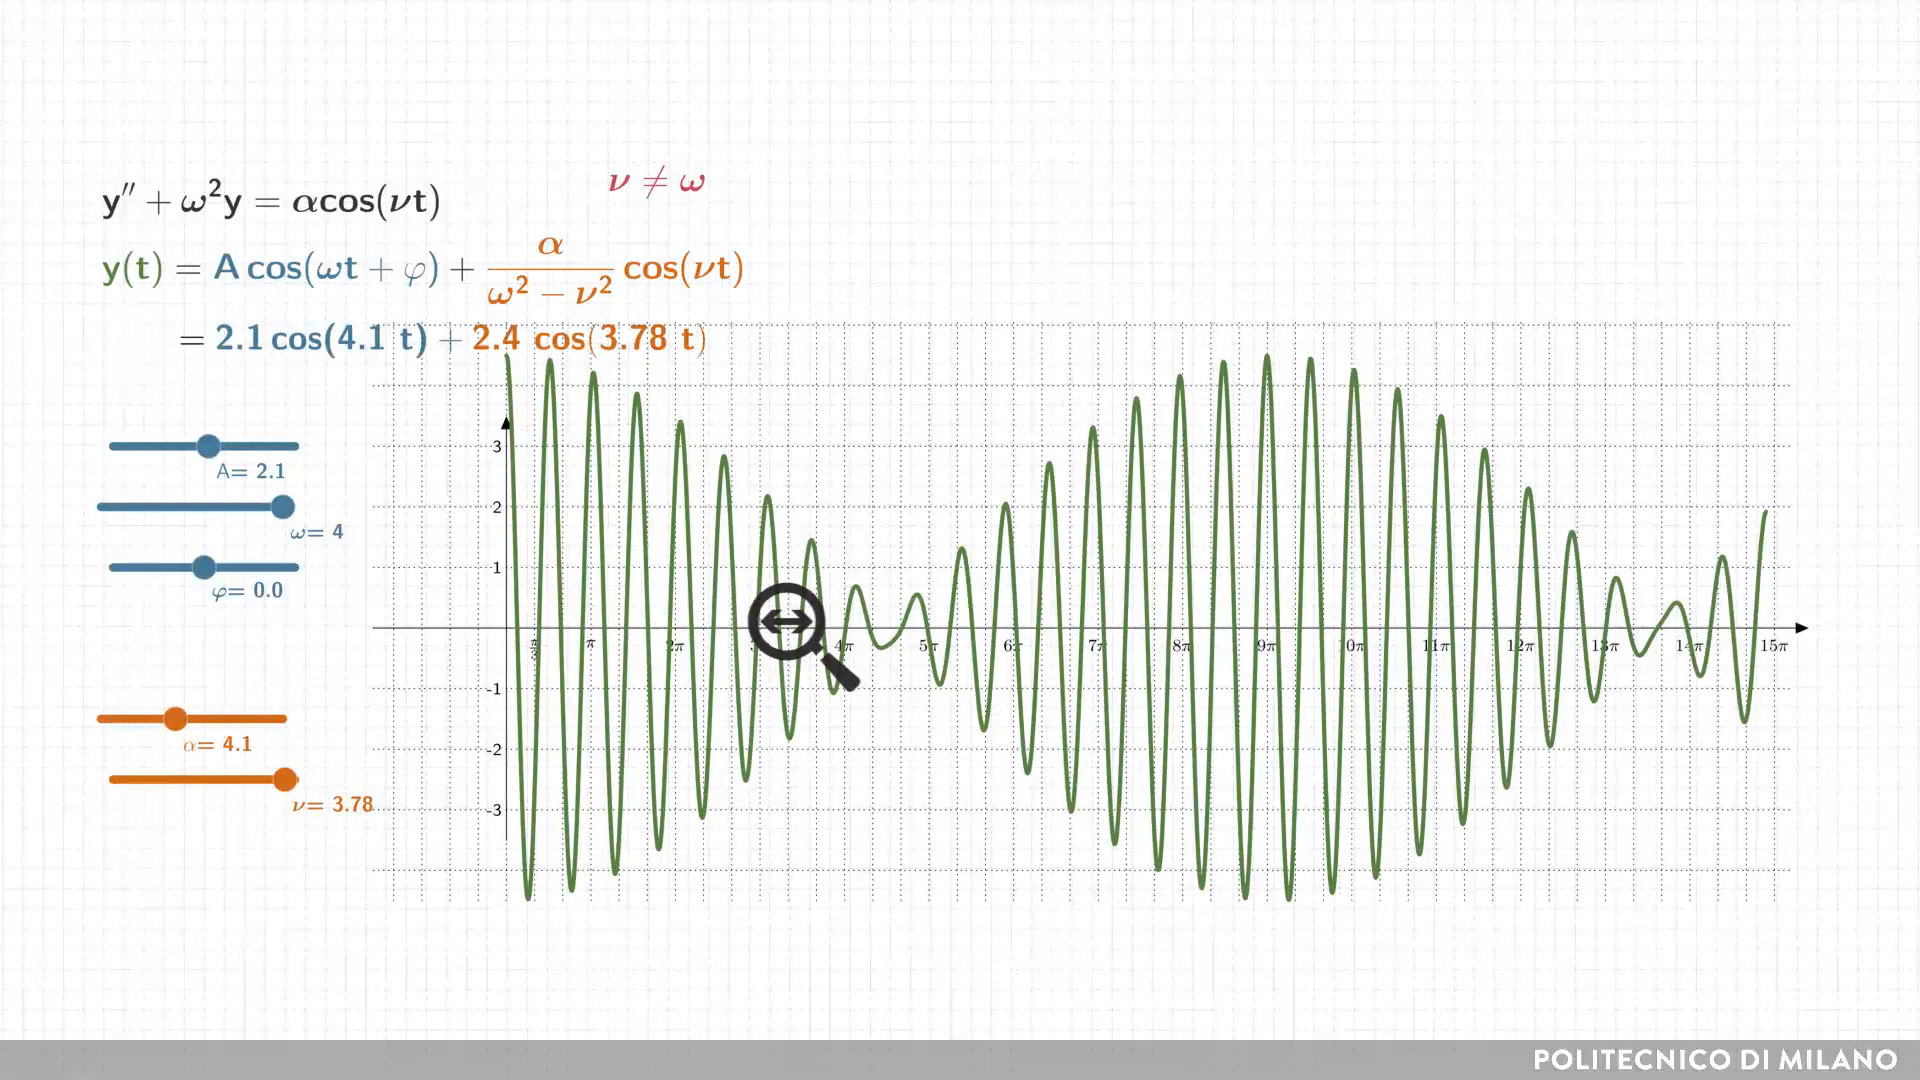 y″ + ω²y = αcos(νt)
ν ≠ ω
y(t) = A cos(ωt + φ) + α/(ω² − ν²) cos(νt)
= 2.1 cos(4.1 t) + 2.4 cos(3.78 t)
A= 2.1
ω= 4
φ= 0.0
α= 4.1
ν= 3.78
3
2
1
-1
-2
-3
π/3 π 2π 4π 5π 6π 7π 8π 9π 10π 11π 12π 13π 14π 15π
POLITECNICO DI MILANO